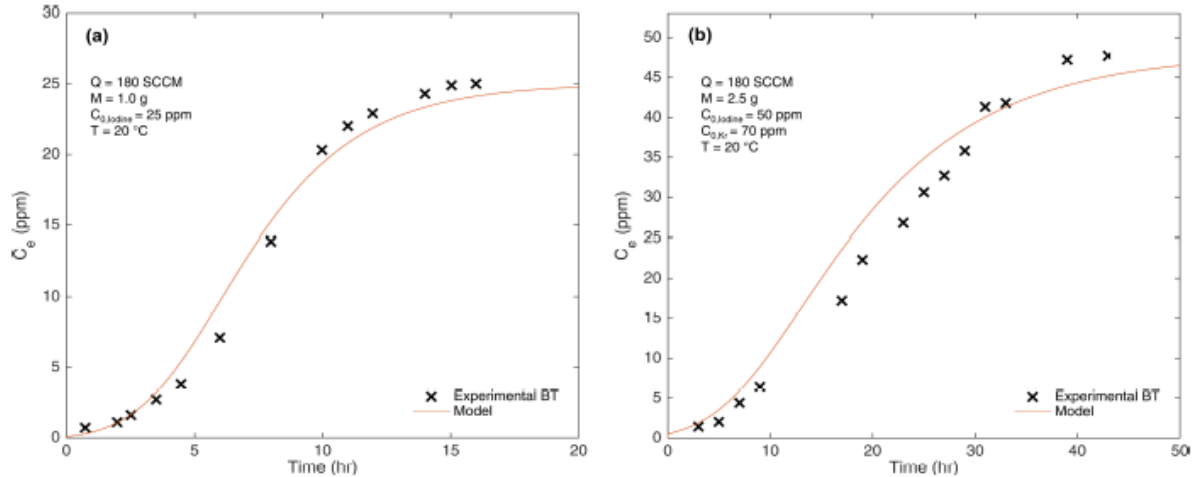 (a)
Q = 180 SCCM
M = 1.0 g
C0,Iodine = 25 ppm
T = 20 °C
30
25
20
15
10
5
0
C̄e (ppm)
0 5 10 15 20
Time (hr)
Experimental BT
Model
(b)
Q = 180 SCCM
M = 2.5 g
C0,Iodine = 50 ppm
C0,Kr = 70 ppm
T = 20 °C
50
45
40
35
30
25
20
15
10
5
0
Ce (ppm)
0 10 20 30 40 50
Time (hr)
Experimental BT
Model